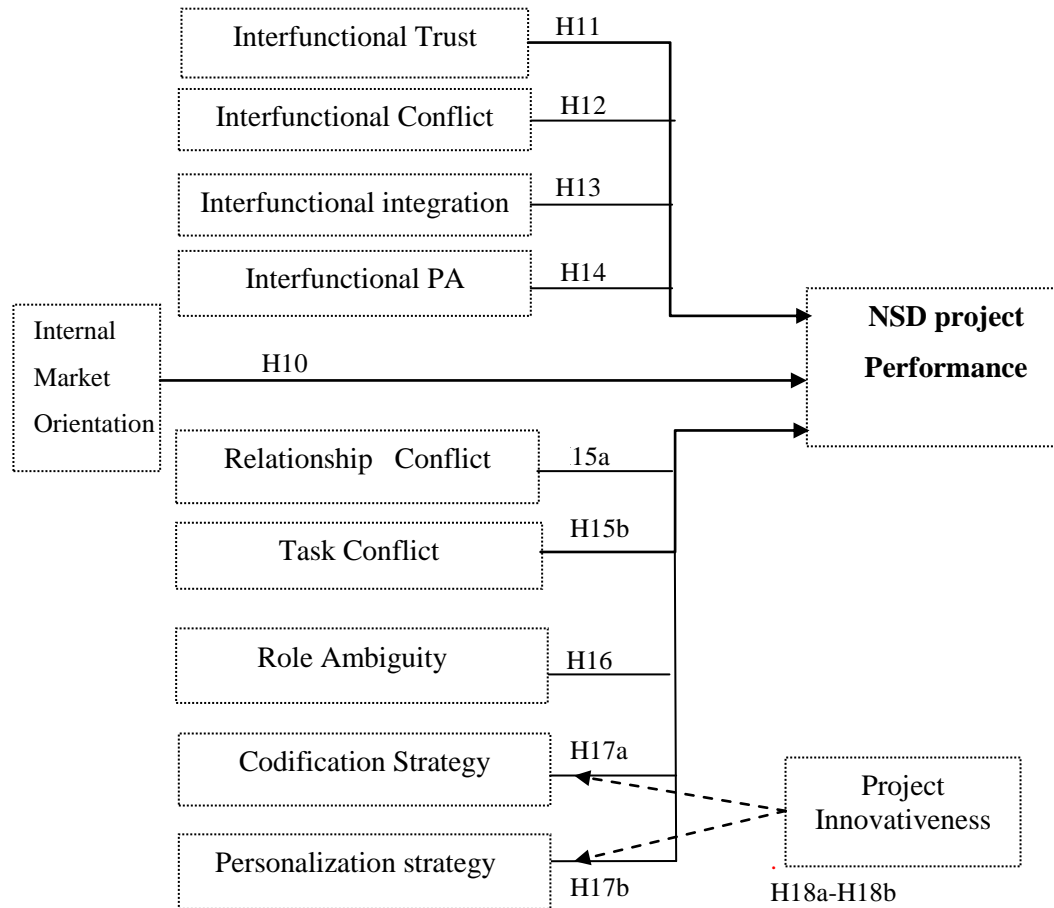 Interfunctional Trust
H11
Interfunctional Conflict
H12
Interfunctional integration
H13
Interfunctional PA
H14
Internal
Market
Orientation
H10
NSD project
Performance
Relationship Conflict
15a
Task Conflict
H15b
Role Ambiguity
H16
Codification Strategy
H17a
Project
Innovativeness
Personalization strategy
H17b
H18a-H18b